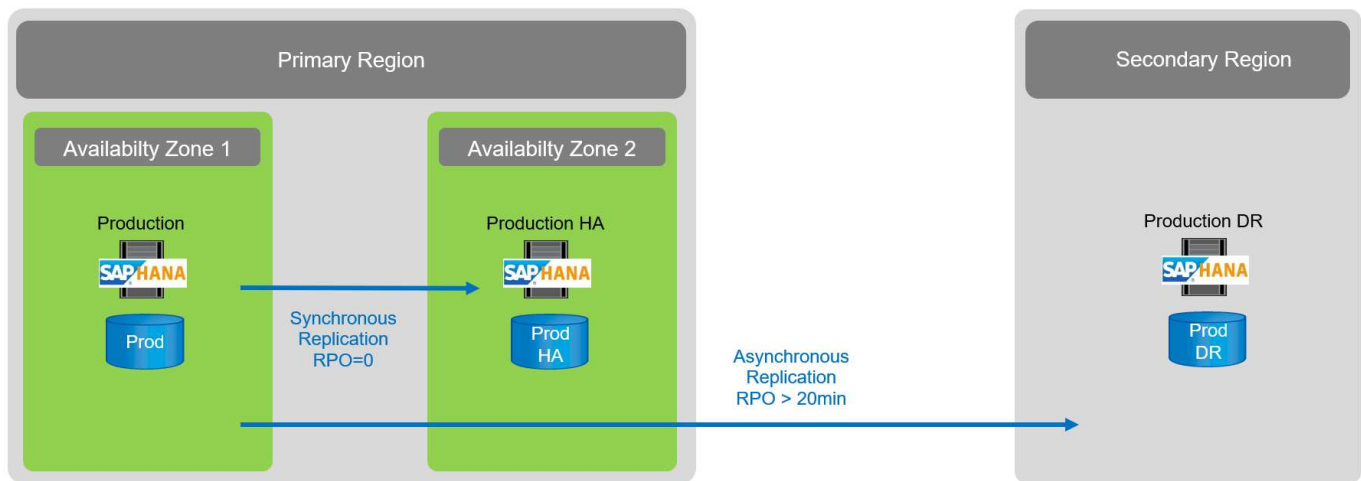 Primary Region
Secondary Region
Availabilty Zone 1
Availabilty Zone 2
Production
SAP HANA
Prod
Synchronous
Replication
RPO=0
Production HA
SAP HANA
Prod
HA
Asynchronous
Replication
RPO > 20min
Production DR
SAP HANA
Prod
DR